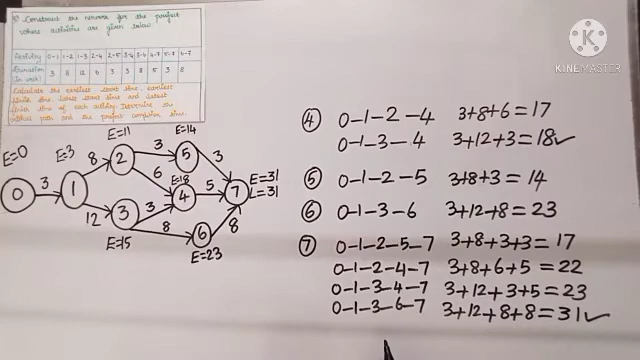 Construct the network for the project
whose activities are given below
Activity 0-1 1-2 1-3 2-4 2-5 3-4 3-6 4-7 5-7 6-7
Duration 3 8 12 6 3 3 8 5 3 8
Calculate the earliest start time, earliest
finish time, latest start time and latest
finish time of each activity. Determine the
critical path and the project completion time.
KINEMASTER
E=0
0
3
E=3
1
8
12
E=11
2
3
6
E=15
3
3
8
E=14
5
3
E=18
4
5
E=23
6
8
7
E=31
L=31
④ 0-1-2-4 3+8+6=17
0-1-3-4 3+12+3=18✓
⑤ 0-1-2-5 3+8+3=14
⑥ 0-1-3-6 3+12+8=23
⑦ 0-1-2-5-7 3+8+3+3=17
0-1-2-4-7 3+8+6+5=22
0-1-3-4-7 3+12+3+5=23
0-1-3-6-7 3+12+8+8=31✓